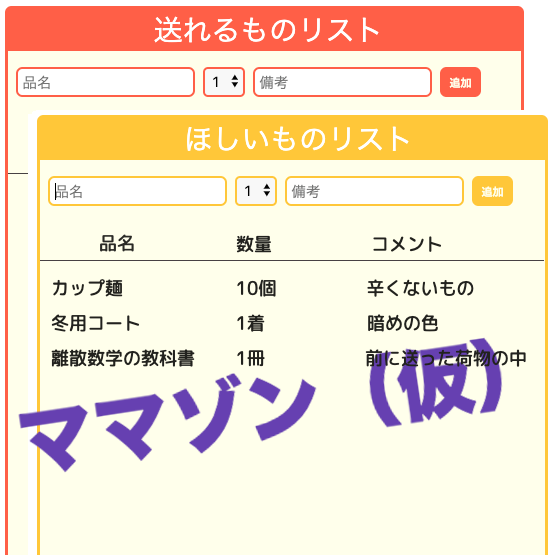 送れるものリスト
品名 1 備考 追加
ほしいものリスト
品名 1 備考 追加
品名 数量 コメント
カップ麺 10個 辛くないもの
冬用コート 1着 暗めの色
離散数学の教科書 1冊 前に送った荷物の中
ママゾン（仮）